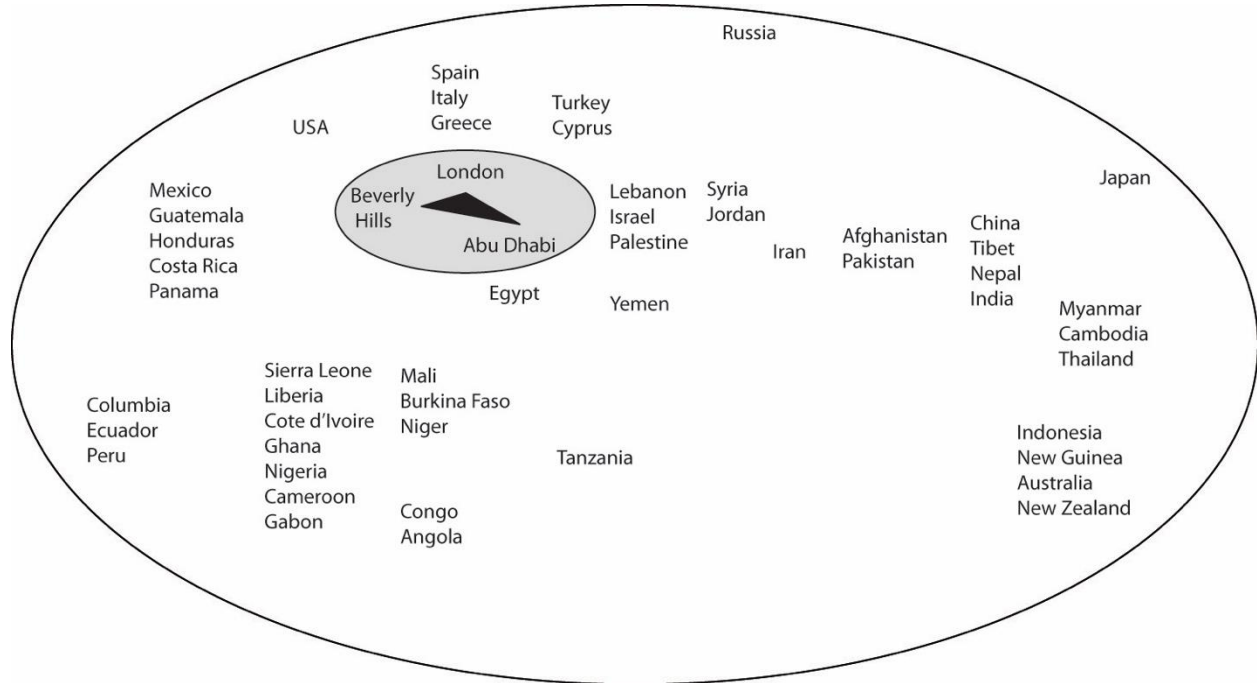 Russia
Spain
Italy
Greece
Turkey
Cyprus
USA
London
Beverly
Hills
Abu Dhabi
Mexico
Guatemala
Honduras
Costa Rica
Panama
Lebanon
Israel
Palestine
Syria
Jordan
Iran
Afghanistan
Pakistan
China
Tibet
Nepal
India
Japan
Egypt
Yemen
Myanmar
Cambodia
Thailand
Columbia
Ecuador
Peru
Sierra Leone
Liberia
Cote d'Ivoire
Ghana
Nigeria
Cameroon
Gabon
Mali
Burkina Faso
Niger
Congo
Angola
Tanzania
Indonesia
New Guinea
Australia
New Zealand